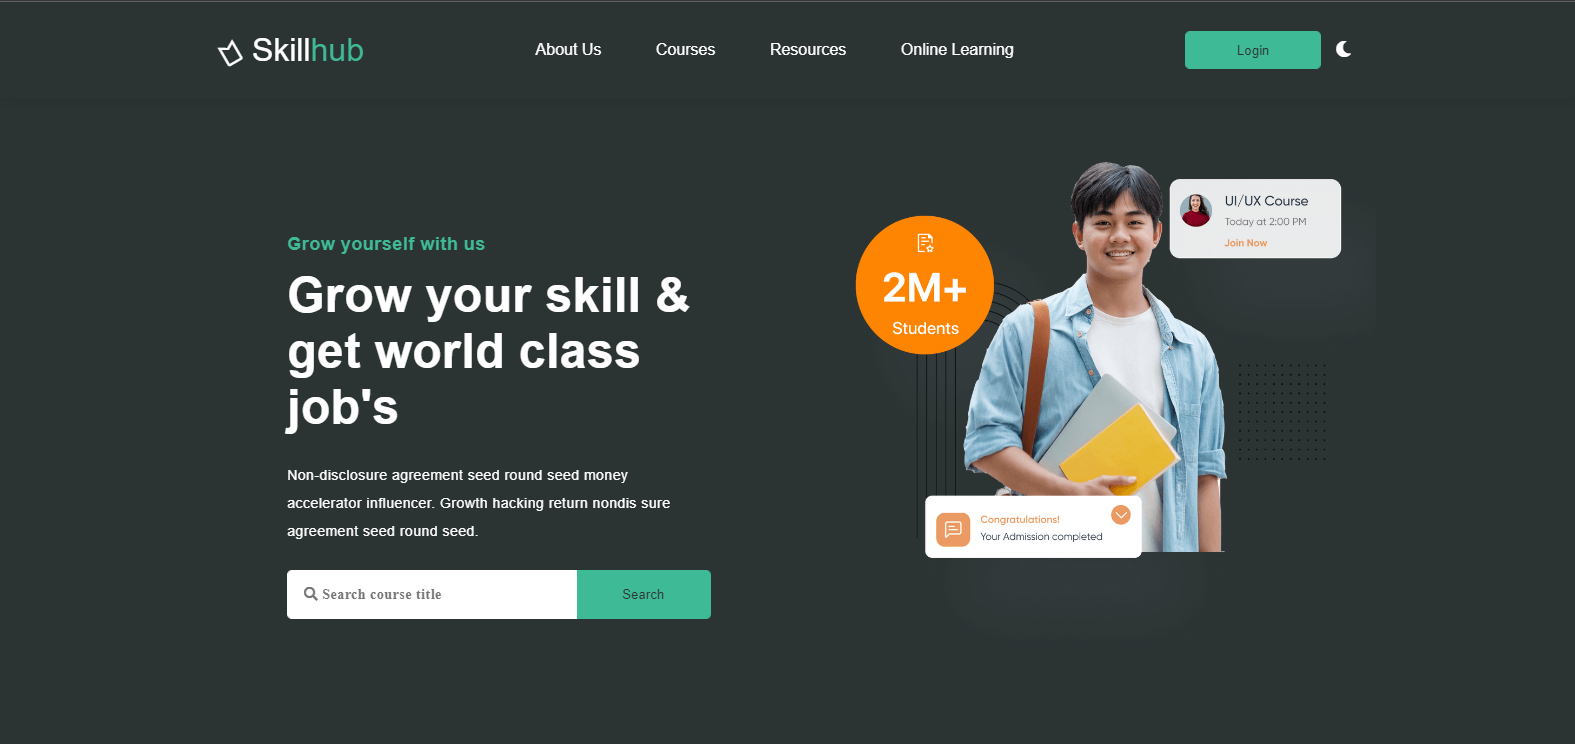 Skillhub
About Us
Courses
Resources
Online Learning
Login
Grow yourself with us
Grow your skill &
get world class
job's
Non-disclosure agreement seed round seed money
accelerator influencer. Growth hacking return nondis sure
agreement seed round seed.
Search course title
Search
2M+
Students
UI/UX Course
Today at 2:00 PM
Join Now
Congratulations!
Your Admission completed